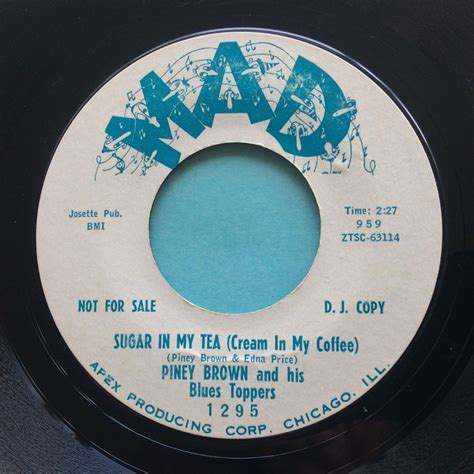 MAD
Josette Pub.
BMI
Time: 2:27
959
ZTSC-63114
NOT FOR SALE
D. J. COPY
SUGAR IN MY TEA (Cream In My Coffee)
(Piney Brown & Edna Price)
PINEY BROWN and his
Blues Toppers
1295
APEX PRODUCING CORP. CHICAGO, ILL.